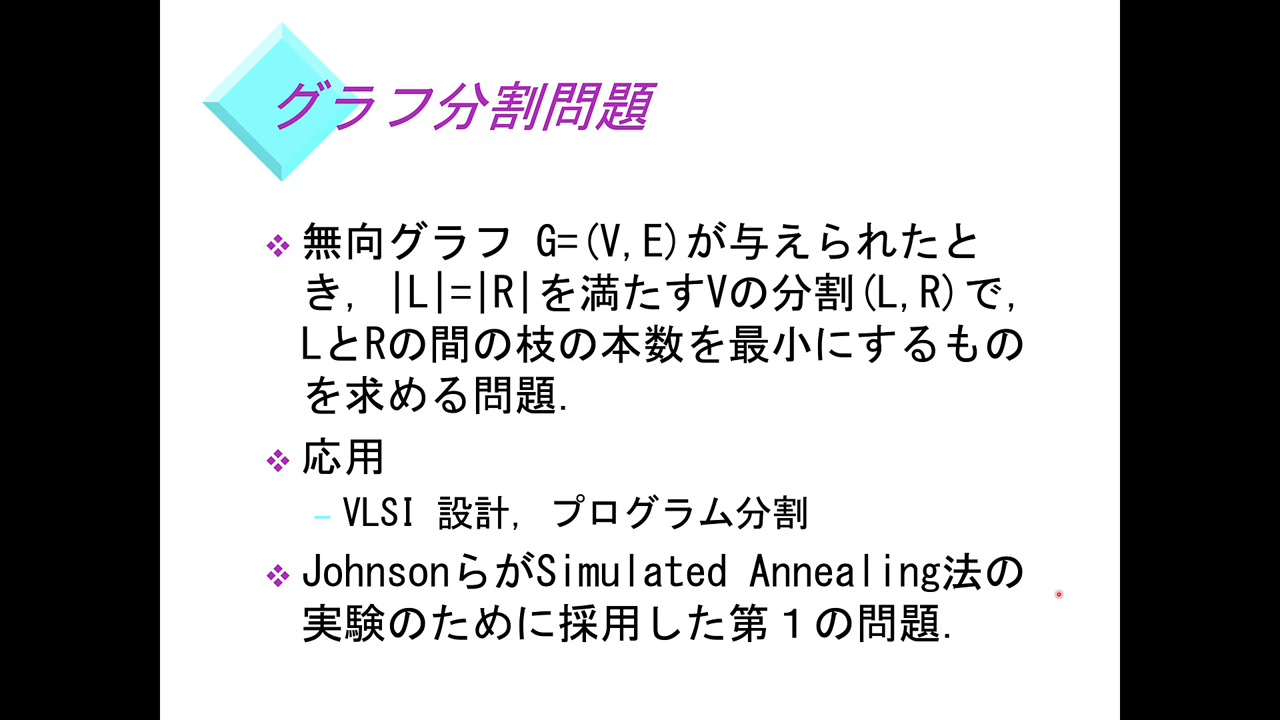 グラフ分割問題
無向グラフ G=(V,E)が与えられたと
き, |L|=|R|を満たすVの分割(L,R)で,
LとRの間の枝の本数を最小にするもの
を求める問題.
応用
– VLSI 設計, プログラム分割
JohnsonらがSimulated Annealing法の
実験のために採用した第１の問題.